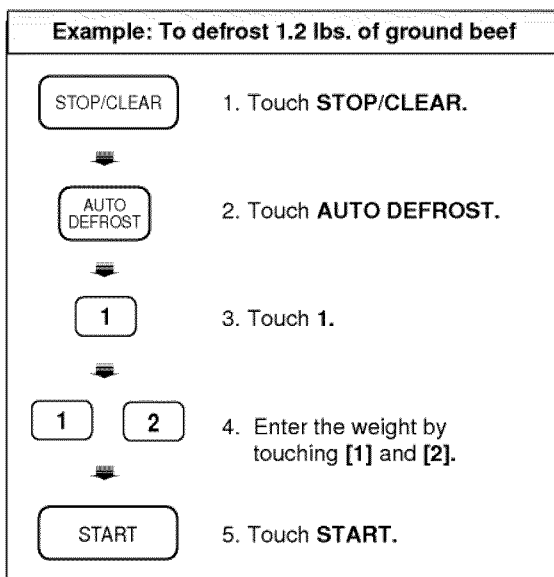 Example: To defrost 1.2 lbs. of ground beef
STOP/CLEAR
1. Touch STOP/CLEAR.
AUTO
DEFROST
2. Touch AUTO DEFROST.
1
3. Touch 1.
1 2
4. Enter the weight by
touching [1] and [2].
START
5. Touch START.